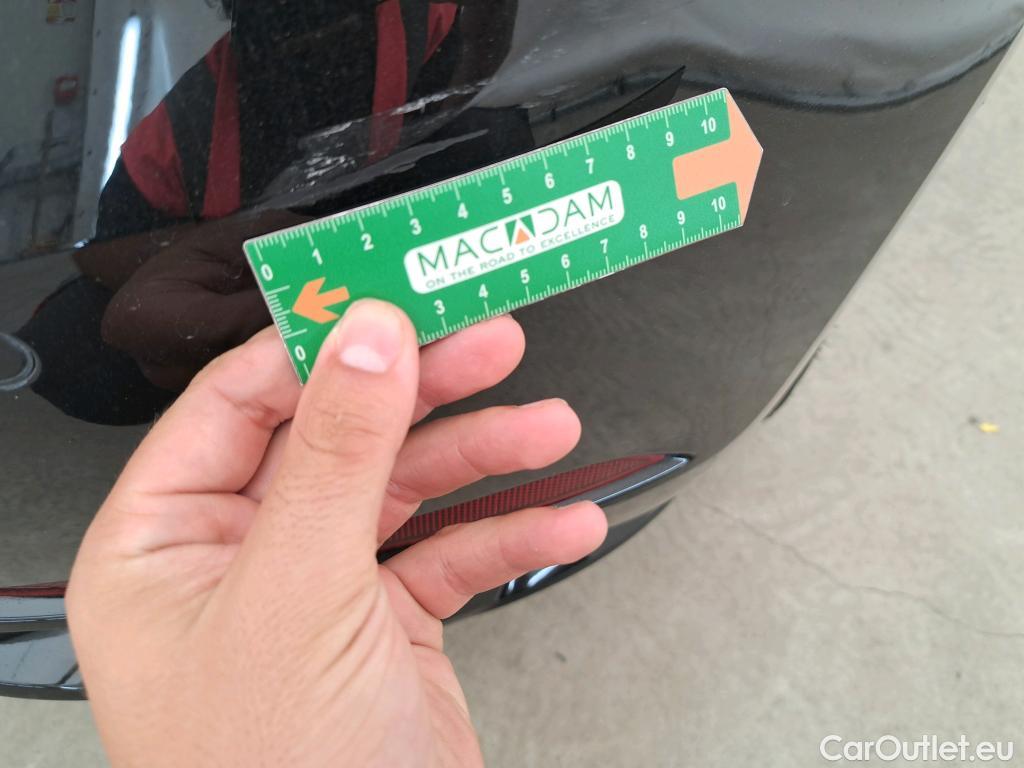 0 1 2 3 4 5 6 7 8 9 10
MACADAM
ON THE ROAD TO EXCELLENCE
0 3 4 5 6 7 8 9 10
CarOutlet.eu